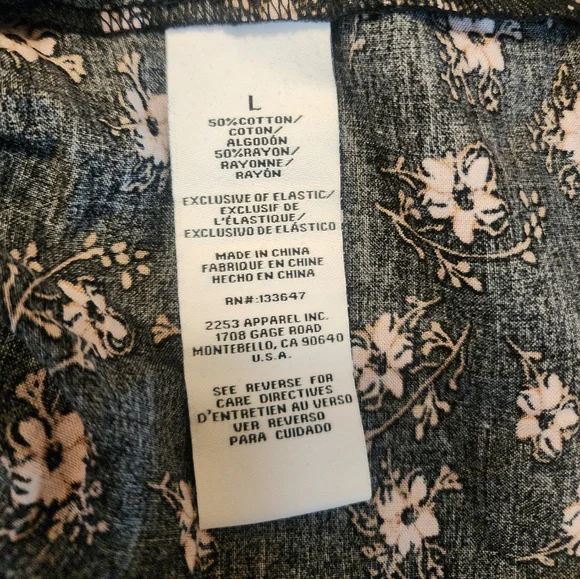 L
50%COTTON/
COTON/
ALGODÓN
50%RAYON/
RAYONNE/
RAYÓN
EXCLUSIVE OF ELASTIC/
EXCLUSIF DE
L'ÉLASTIQUE/
EXCLUSIVO DE ELÁSTICO
MADE IN CHINA
FABRIQUE EN CHINE
HECHO EN CHINA
RN#:133647
2253 APPAREL INC.
1708 GAGE ROAD
MONTEBELLO, CA 90640
U.S.A.
SEE REVERSE FOR
CARE DIRECTIVES
D'ENTRETIEN AU VERSO
VER REVERSO
PARA CUIDADO